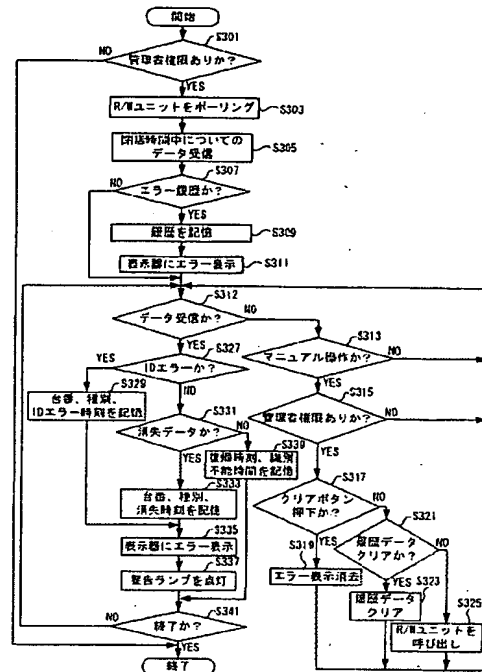 開始
S301
NO
管理者権限ありか?
YES
R/Wユニットをポーリング
S303
閉店時間中についての
データ受信
S305
S307
NO
エラー履歴か?
YES
履歴を記憶
S309
表示器にエラー表示
S311
S312
データ受信か?
NO
YES
S327
S313
YES
IDエラーか?
マニュアル操作か?
NO
S329
NO
YES
S315
台番、種別、
IDエラー時刻を記憶
S331
消失データか?
NO
管理者権限ありか?
NO
S339
復帰時刻、識別
不能時間を記憶
YES
S333
YES
S317
台番、種別、
消失時刻を記憶
クリアボタン
押下か?
NO
S321
S335
表示器にエラー表示
S319
YES
履歴データ
クリアか?
NO
S337
警告ランプを点灯
エラー表示消去
YES
S323
履歴データ
クリア
S325
R/Wユニットを
呼び出し
NO
S341
終了か?
YES
終了